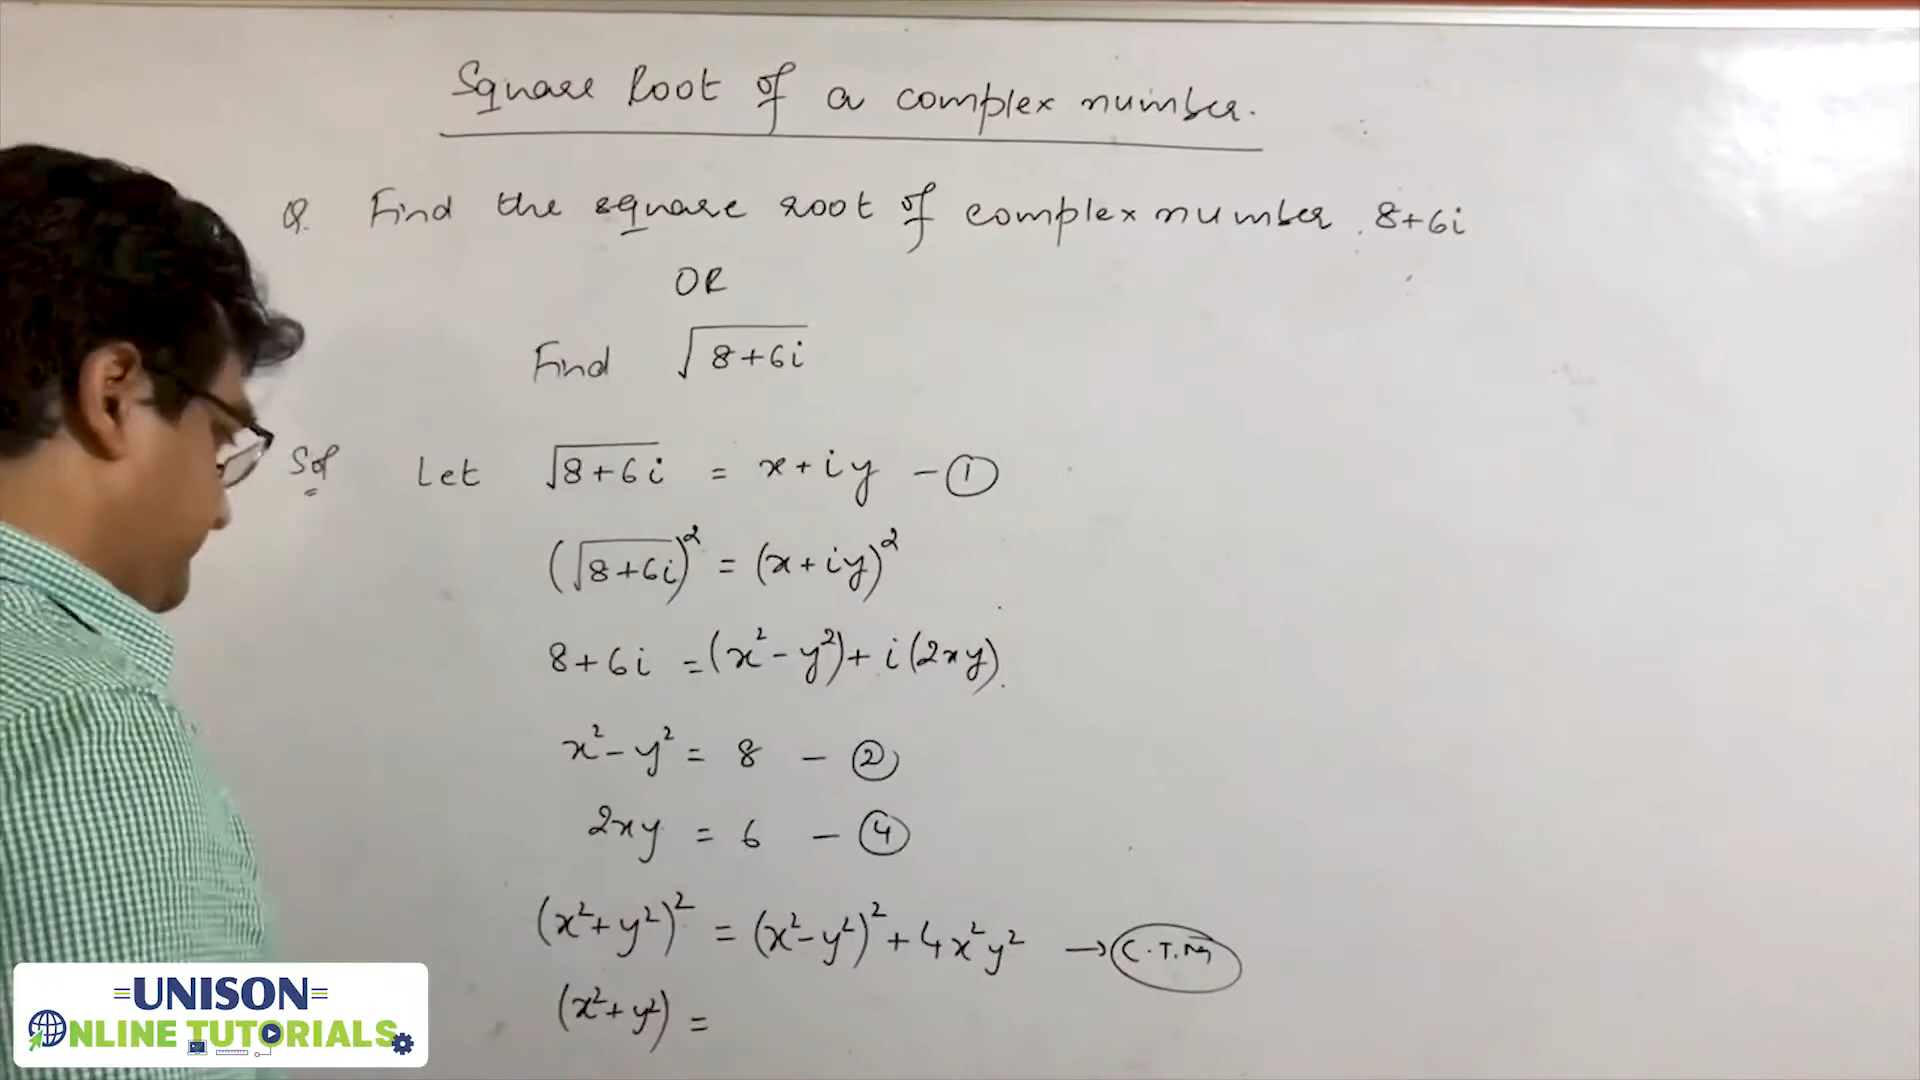 Square Root of a complex number.
Q. Find the square root of complex number 8+6i
OR
Find √8+6i
Sol Let √8+6i = x+iy - ①
(√8+6i)² = (x+iy)²
8+6i = (x²-y²)+ i(2xy)
x²-y² = 8 - ②
2xy = 6 - ④
(x²+y²)² = (x²-y²)² + 4x²y² →
(x²+y²) =
=UNISON=
ONLINE TUTORIALS